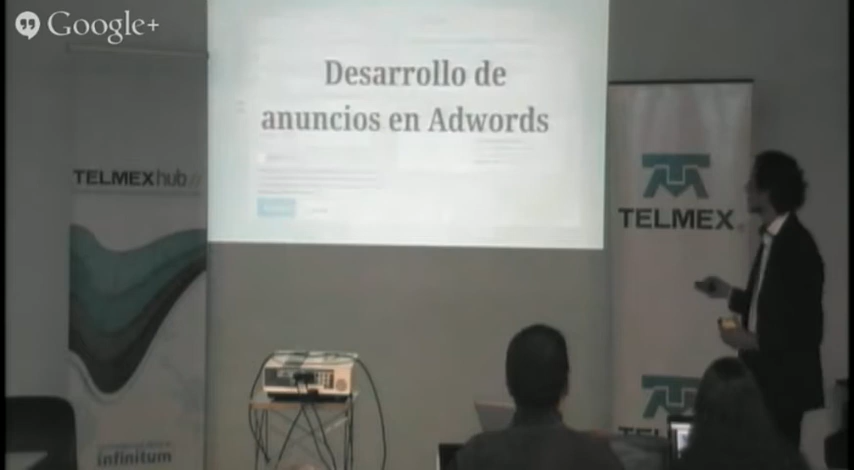 Google+
Desarrollo de
anuncios en Adwords
TELMEXhub//
TELMEX
infinitum